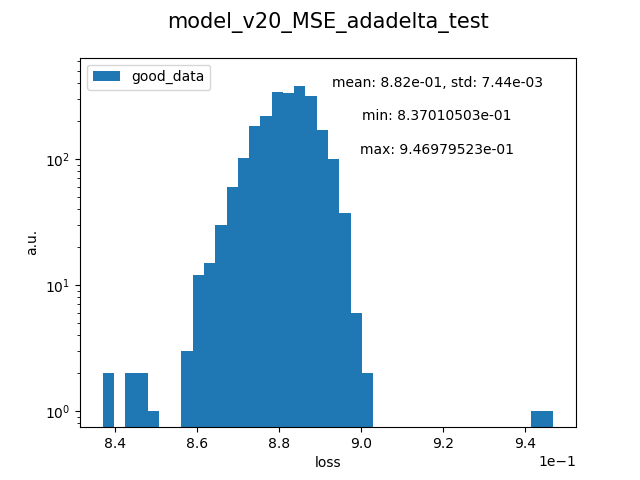 model_v20_MSE_adadelta_test
good_data
mean: 8.82e-01, std: 7.44e-03
min: 8.37010503e-01
max: 9.46979523e-01
a.u.
10²
10¹
10⁰
8.4 8.6 8.8 9.0 9.2 9.4
loss
1e−1